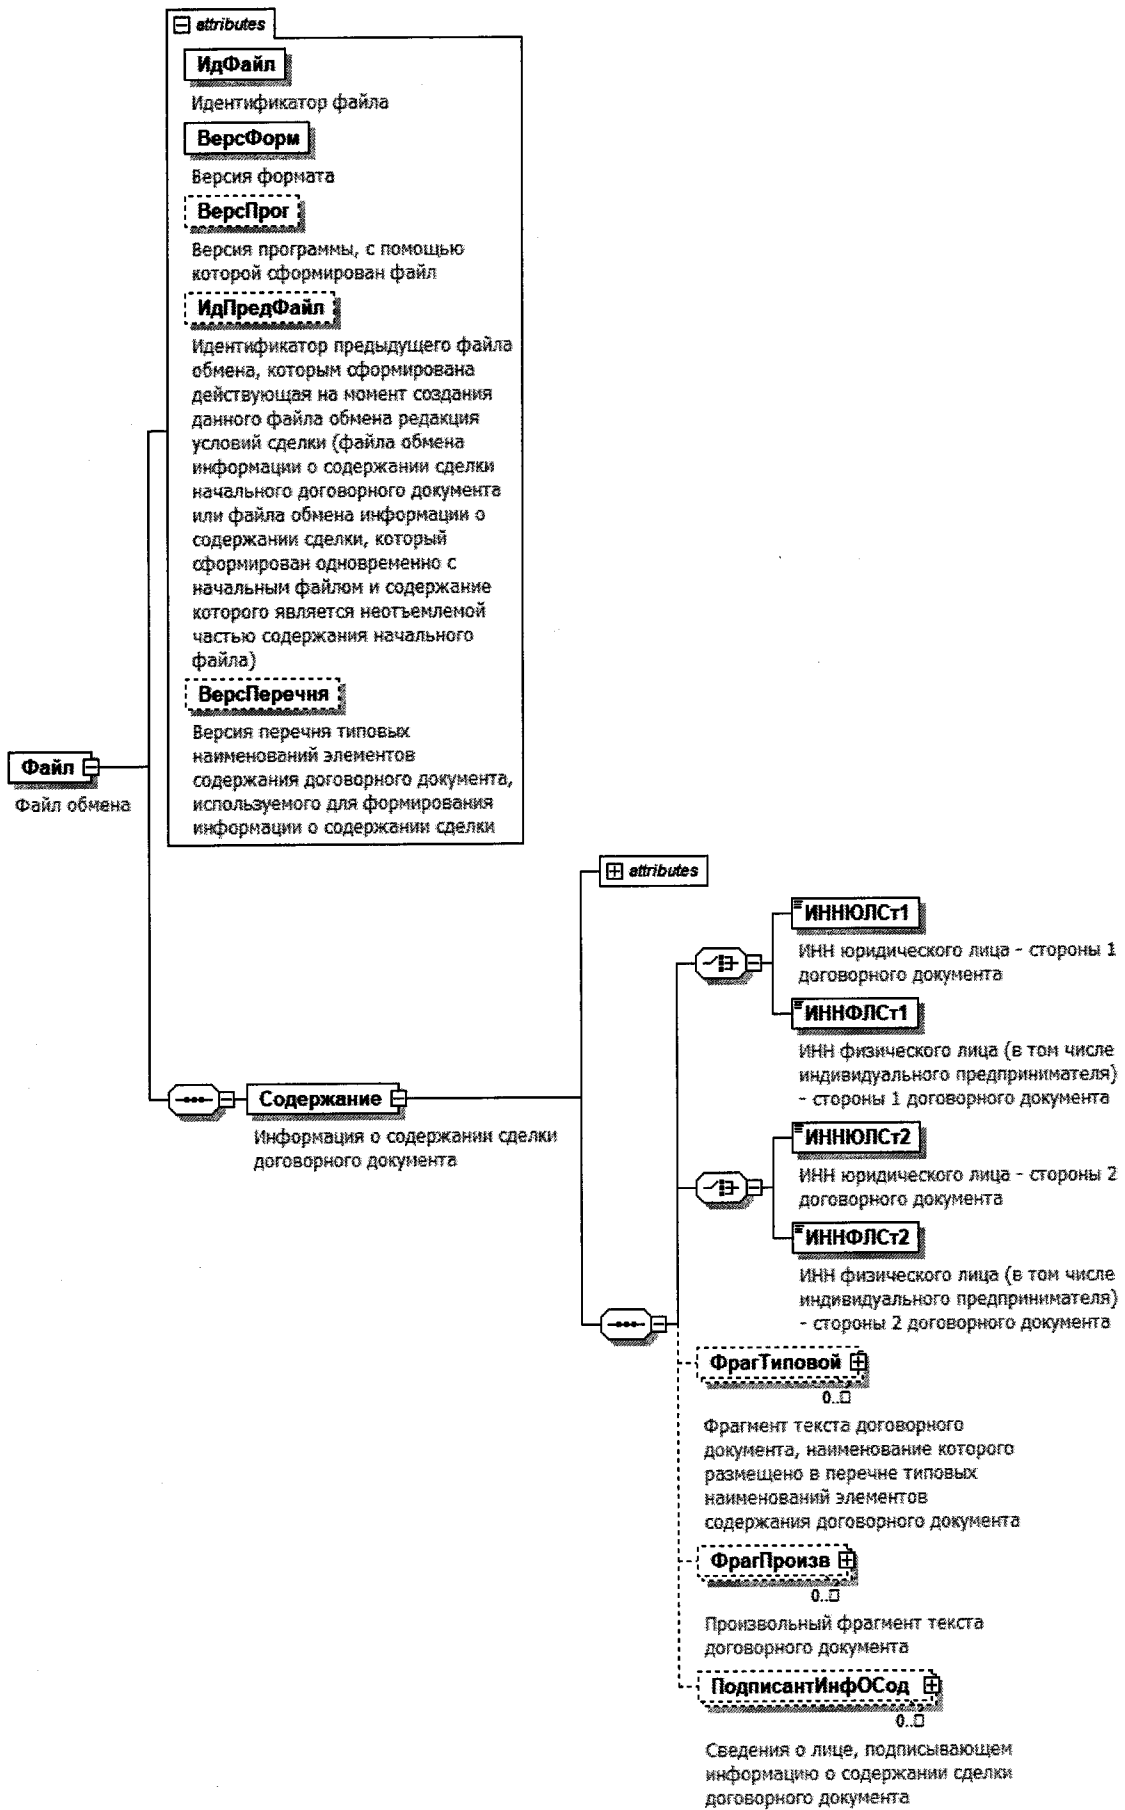 attributes
ИдФайл
Идентификатор файла
ВерсФорм
Версия формата
ВерсПрог
Версия программы, с помощью
которой сформирован файл
ИдПредФайл
Идентификатор предыдущего файла
обмена, которым сформирована
действующая на момент создания
данного файла обмена редакция
условий сделки (файла обмена
информации о содержании сделки
начального договорного документа
или файла обмена информации о
содержании сделки, который
сформирован одновременно с
начальным файлом и содержание
которого является неотъемлемой
частью содержания начального
файла)
ВерсПеречня
Версия перечня типовых
наименований элементов
содержания договорного документа,
используемого для формирования
информации о содержании сделки
Файл
Файл обмена
Содержание
Информация о содержании сделки
договорного документа
attributes
ИННЮЛСт1
ИНН юридического лица - стороны 1
договорного документа
ИННФЛСт1
ИНН физического лица (в том числе
индивидуального предпринимателя)
- стороны 1 договорного документа
ИННЮЛСт2
ИНН юридического лица - стороны 2
договорного документа
ИННФЛСт2
ИНН физического лица (в том числе
индивидуального предпринимателя)
- стороны 2 договорного документа
ФрагТиповой
0..□
Фрагмент текста договорного
документа, наименование которого
размещено в перечне типовых
наименований элементов
содержания договорного документа
ФрагПроизв
0..□
Произвольный фрагмент текста
договорного документа
ПодписантИнфОСод
0..□
Сведения о лице, подписывающем
информацию о содержании сделки
договорного документа